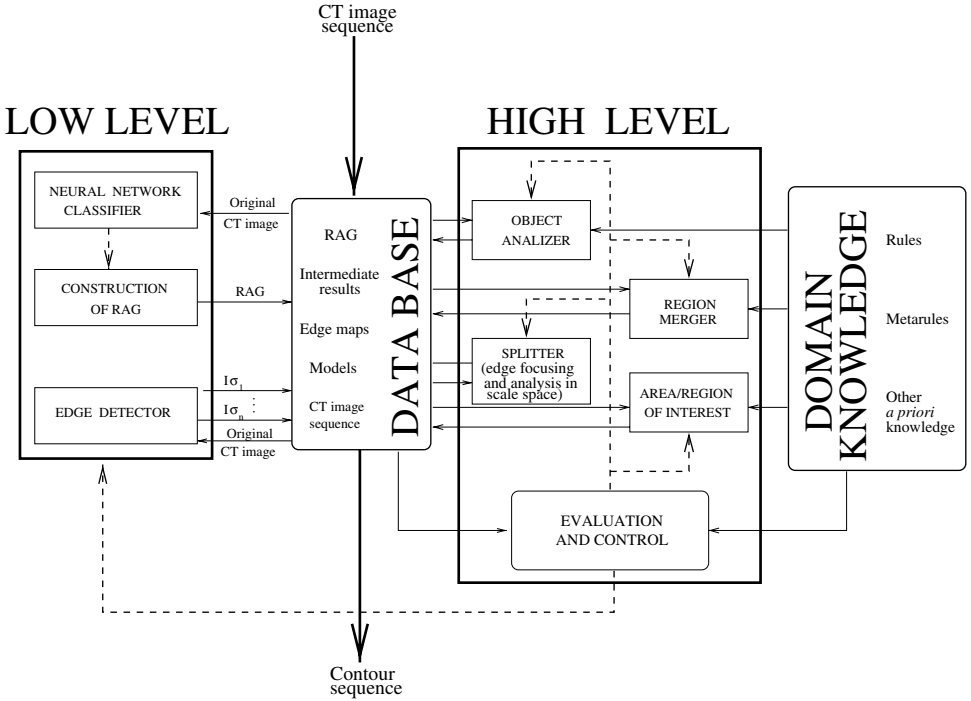 CT image
sequence
LOW LEVEL
HIGH LEVEL
NEURAL NETWORK
CLASSIFIER
CONSTRUCTION
OF RAG
EDGE DETECTOR
Original
CT image
RAG
Iσ1
⋮
Iσn
Original
CT image
RAG
Intermediate
results
Edge maps
Models
CT image
sequence
DATA BASE
OBJECT
ANALIZER
REGION
MERGER
SPLITTER
(edge focusing
and analysis in
scale space)
AREA/REGION
OF INTEREST
EVALUATION
AND CONTROL
DOMAIN
KNOWLEDGE
Rules
Metarules
Other
a priori
knowledge
Contour
sequence